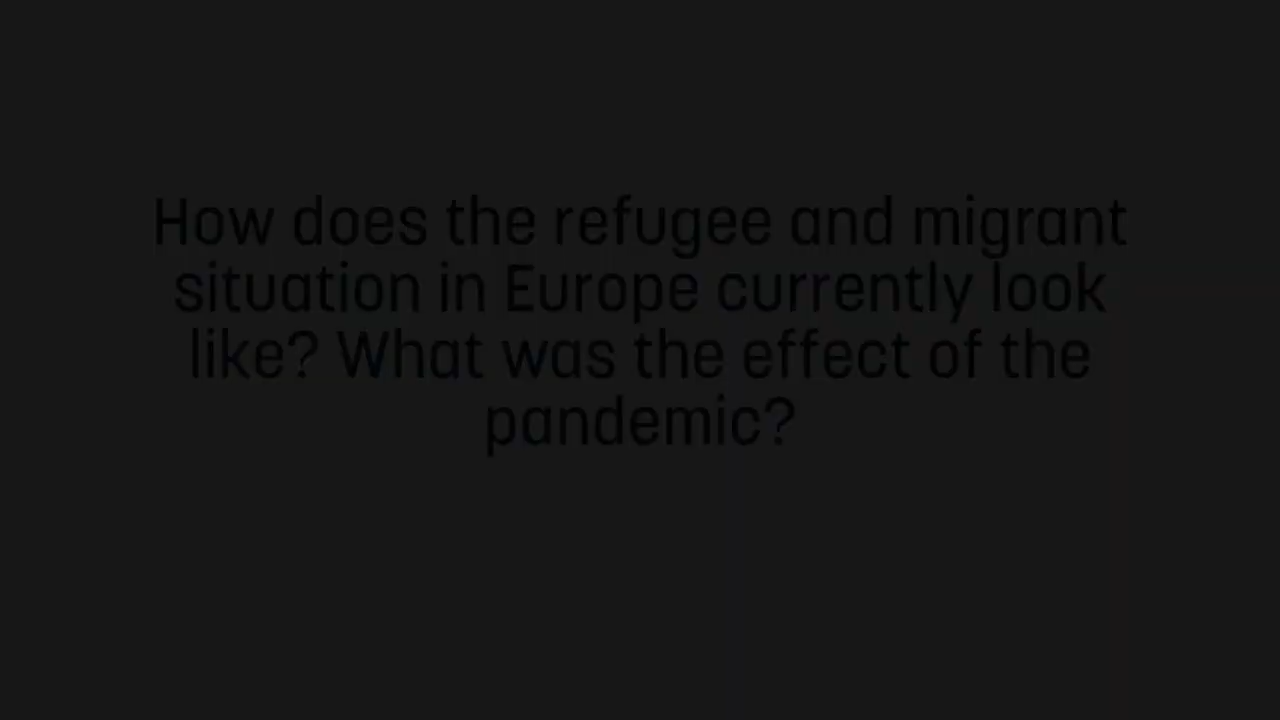 How does the refugee and migrant
situation in Europe currently look
like? What was the effect of the
pandemic?